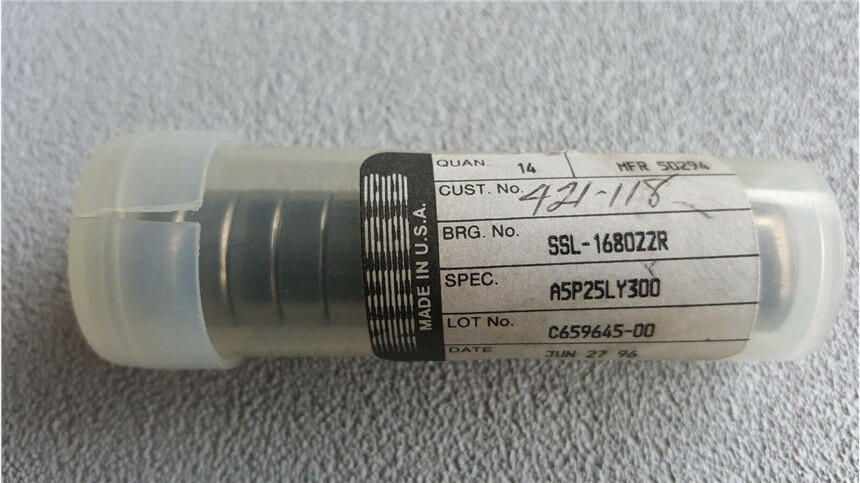 QUAN. 14 MFR 50294
CUST. No. 421-118
BRG. No. SSL-1680ZZR
SPEC. A5P25LY300
LOT No. C659645-00
DATE JUN 27 96
MADE IN U.S.A.